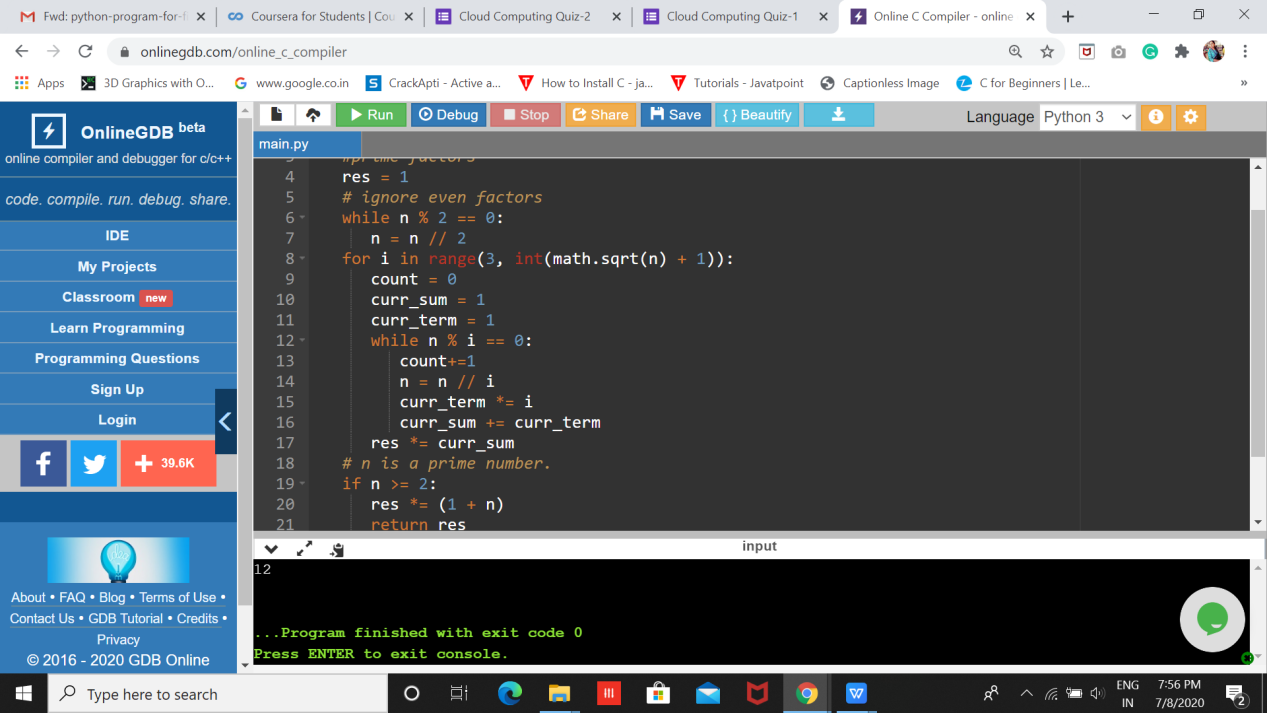 Fwd: python-program-for-fi
Coursera for Students | Cou
Cloud Computing Quiz-2
Cloud Computing Quiz-1
Online C Compiler - online
onlinegdb.com/online_c_compiler
Apps
3D Graphics with O...
www.google.co.in
CrackApti - Active a...
How to Install C - ja...
Tutorials - Javatpoint
Captionless Image
C for Beginners | Le...
»
OnlineGDB beta
online compiler and debugger for c/c++
code. compile. run. debug. share.
IDE
My Projects
Classroom new
Learn Programming
Programming Questions
Sign Up
Login
39.6K
About • FAQ • Blog • Terms of Use •
Contact Us • GDB Tutorial • Credits •
Privacy
© 2016 - 2020 GDB Online
Run
Debug
Stop
Share
Save
{ } Beautify
Language Python 3
main.py
3 #prime factors
4 res = 1
5 # ignore even factors
6 while n % 2 == 0:
7 n = n // 2
8 for i in range(3, int(math.sqrt(n) + 1)):
9 count = 0
10 curr_sum = 1
11 curr_term = 1
12 while n % i == 0:
13 count+=1
14 n = n // i
15 curr_term *= i
16 curr_sum += curr_term
17 res *= curr_sum
18 # n is a prime number.
19 if n >= 2:
20 res *= (1 + n)
21 return res
input
12
...Program finished with exit code 0
Press ENTER to exit console.
Type here to search
ENG
IN
7:56 PM
7/8/2020
2